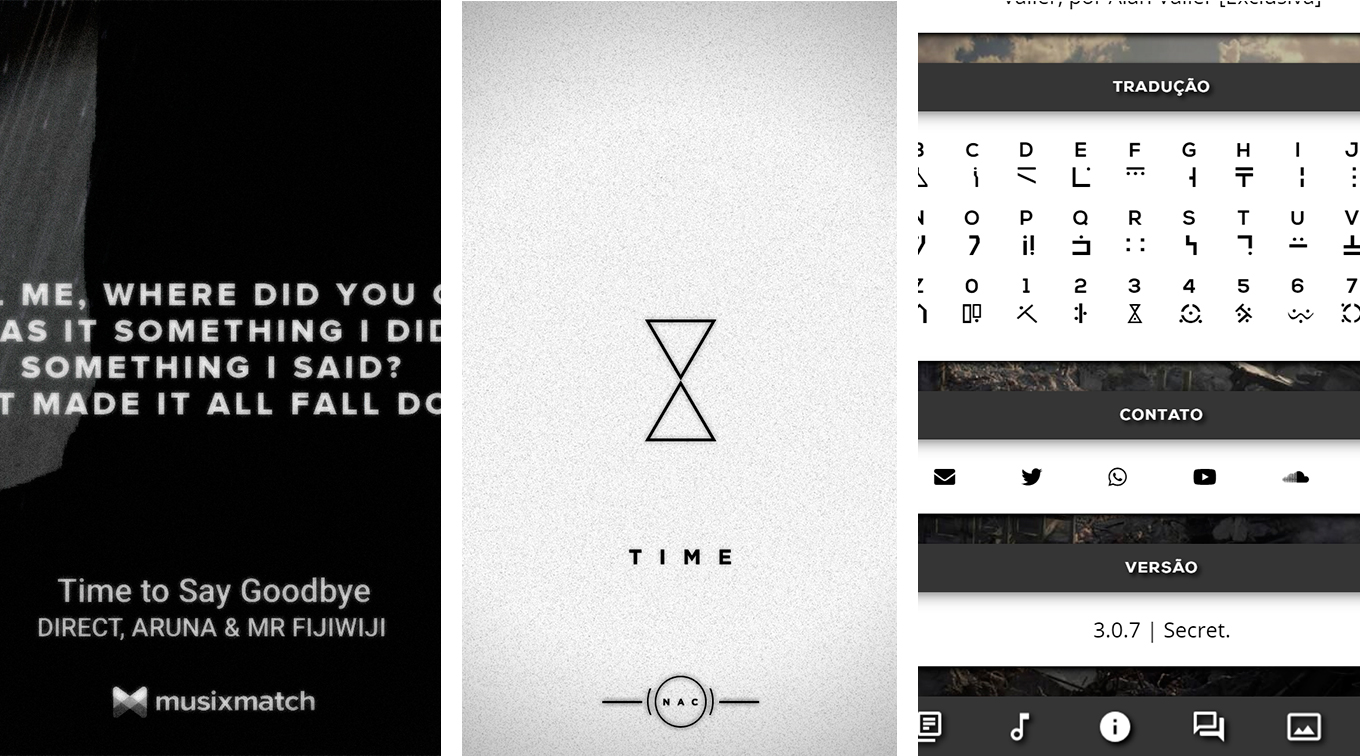 ME, WHERE DID YOU
AS IT SOMETHING I DID
SOMETHING I SAID?
T MADE IT ALL FALL DO
Time to Say Goodbye
DIRECT, ARUNA & MR FIJIWIJI
musixmatch
TIME
NAC
Valler, por Alan Valler [Exclusiva]
TRADUÇÃO
B C D E F G H I J
N O P Q R S T U V
Z 0 1 2 3 4 5 6 7
CONTATO
VERSÃO
3.0.7 | Secret.